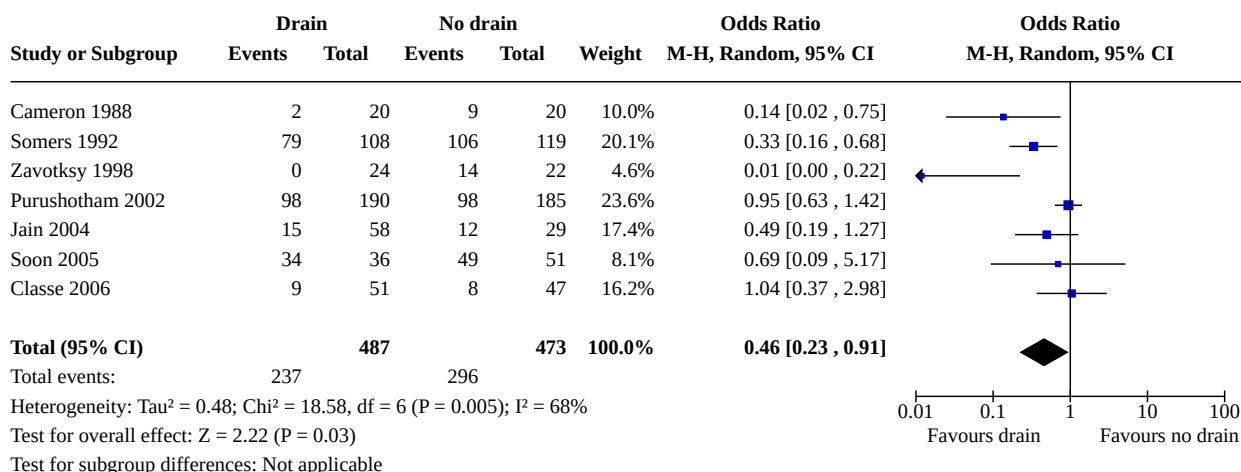 Drain No drain Odds Ratio Odds Ratio
Study or Subgroup Events Total Events Total Weight M-H, Random, 95% CI M-H, Random, 95% CI
Cameron 1988 2 20 9 20 10.0% 0.14 [0.02 , 0.75]
Somers 1992 79 108 106 119 20.1% 0.33 [0.16 , 0.68]
Zavotksy 1998 0 24 14 22 4.6% 0.01 [0.00 , 0.22]
Purushotham 2002 98 190 98 185 23.6% 0.95 [0.63 , 1.42]
Jain 2004 15 58 12 29 17.4% 0.49 [0.19 , 1.27]
Soon 2005 34 36 49 51 8.1% 0.69 [0.09 , 5.17]
Classe 2006 9 51 8 47 16.2% 1.04 [0.37 , 2.98]
Total (95% CI) 487 473 100.0% 0.46 [0.23 , 0.91]
Total events: 237 296
Heterogeneity: Tau² = 0.48; Chi² = 18.58, df = 6 (P = 0.005); I² = 68%
0.01 0.1 1 10 100
Test for overall effect: Z = 2.22 (P = 0.03)
Favours drain Favours no drain
Test for subgroup differences: Not applicable